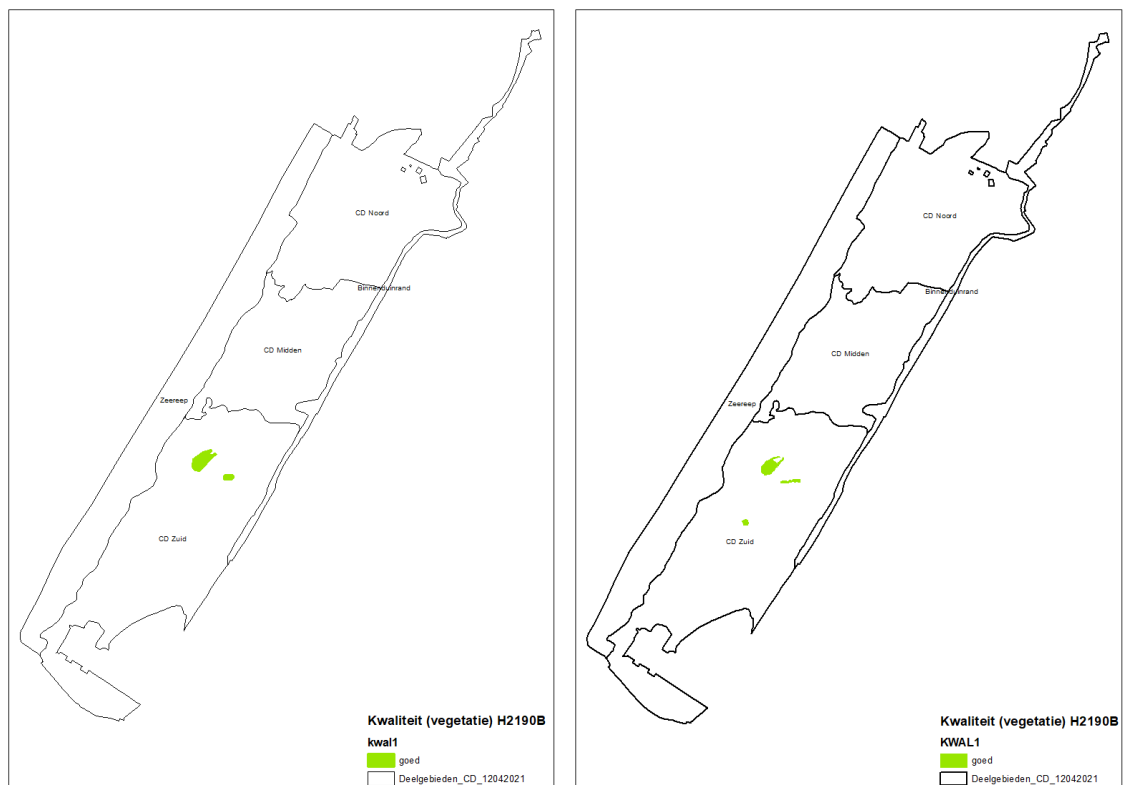 CD Noord
Binnenduinrand
CD Midden
Zeereep
CD Zuid
Kwaliteit (vegetatie) H2190B
kwal1
goed
Deelgebieden_CD_12042021
CD Noord
Binnenduinrand
CD Midden
Zeereep
CD Zuid
Kwaliteit (vegetatie) H2190B
KWAL1
goed
Deelgebieden_CD_12042021